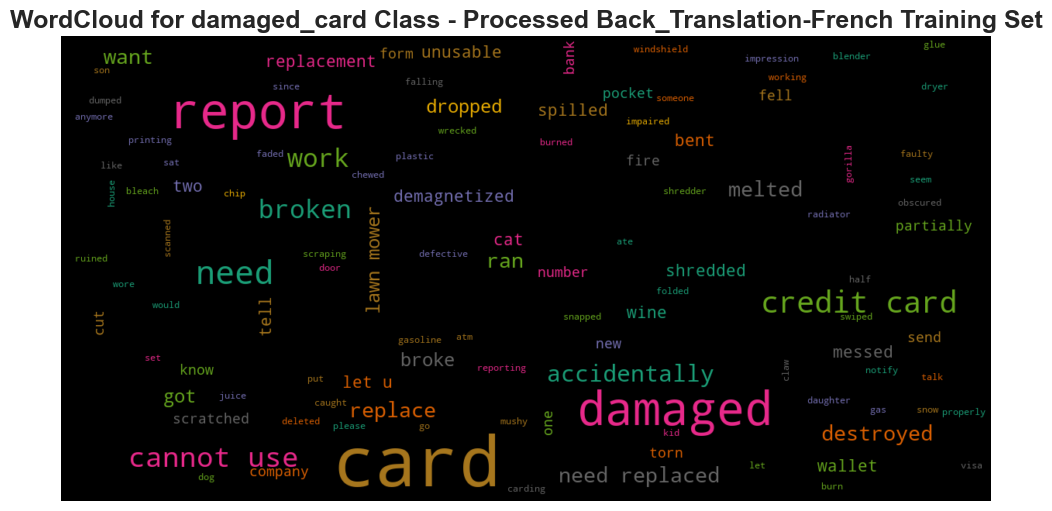 WordCloud for damaged_card Class - Processed Back_Translation-French Training Set
want
son
dumped
anymore
printing
report
since
replacement
form
unusable
falling
dropped
wrecked
bank
spilled
pocket
windshield
someone
impaired
impression
working
fell
blender
glue
dryer
like
sat
faded
work
chewed
plastic
burned
fire
bent
gorilla
faulty
house
bleach
two
chip
broken
demagnetized
shredder
melted
seem
obscured
radiator
partially
scanned
lawn mower
cat
ran
ate
ruined
wore
would
need
scraping
door
defective
number
shredded
folded
half
credit card
swiped
cut
tell
snapped
wine
set
know
gasoline
atm
broke
reporting
new
messed
send
claw
notify
talk
got
juice
put
let u
caught
accidentally
daughter
gas
snow
properly
scratched
deleted
please
replace
go
mushy
one
damaged
kid
destroyed
cannot use
dog
company
card
carding
need replaced
torn
let
wallet
burn
visa